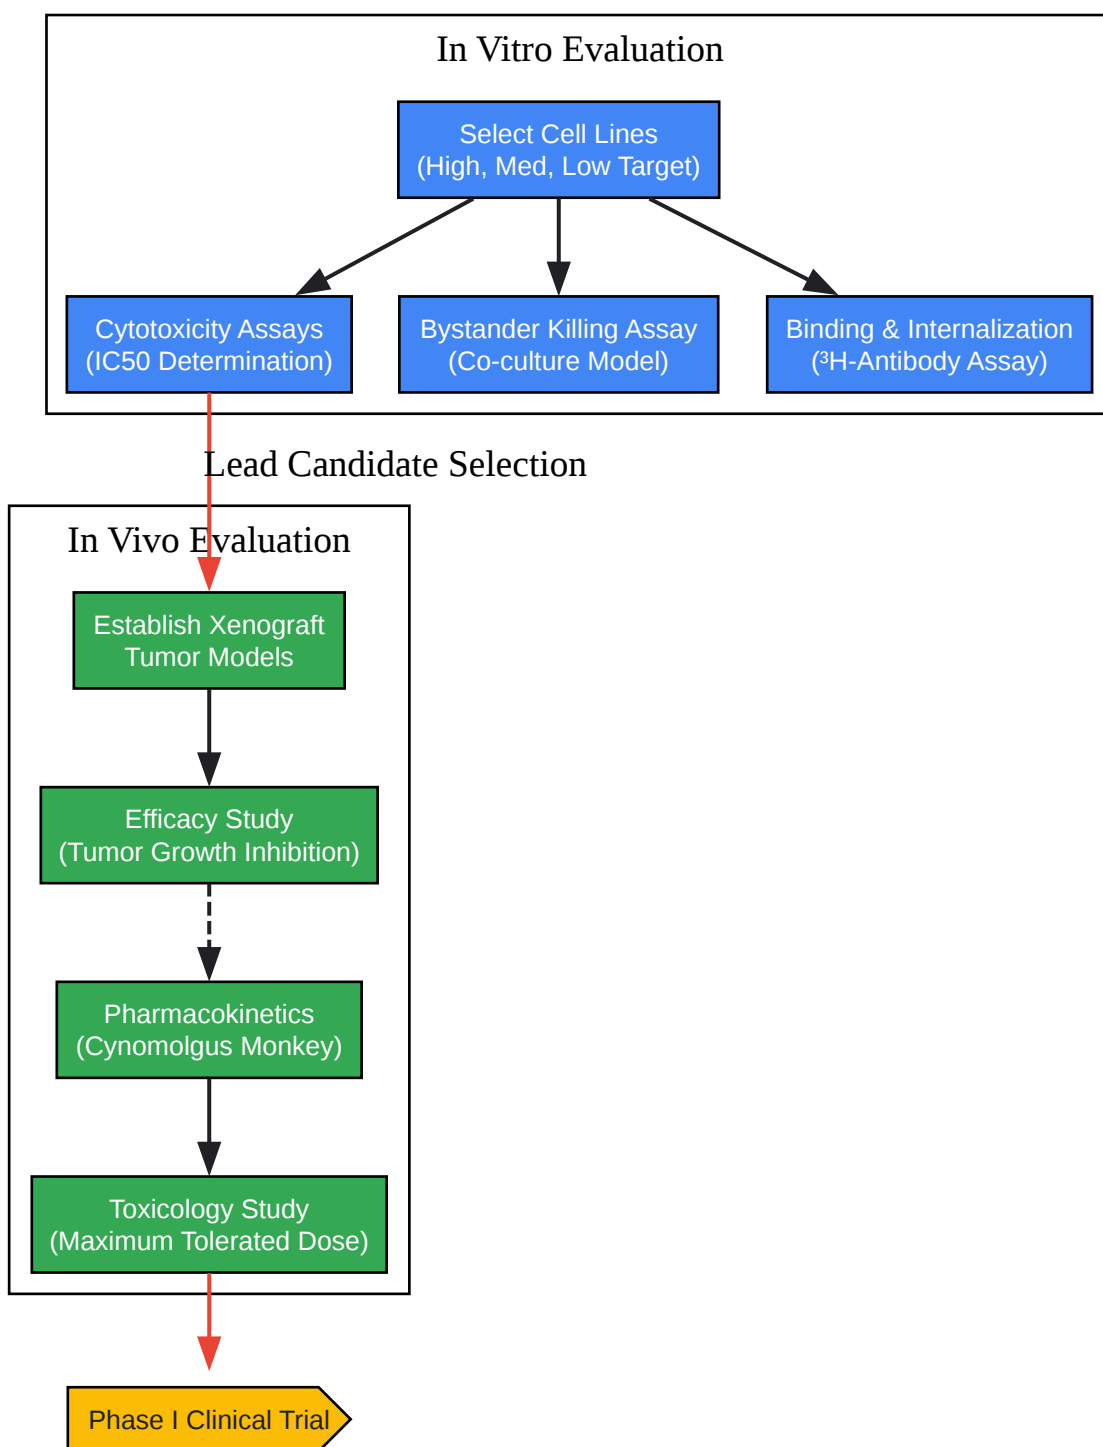 In Vitro Evaluation
Select Cell Lines
(High, Med, Low Target)
Cytotoxicity Assays
(IC50 Determination)
Bystander Killing Assay
(Co-culture Model)
Binding & Internalization
(³H-Antibody Assay)
Lead Candidate Selection
In Vivo Evaluation
Establish Xenograft
Tumor Models
Efficacy Study
(Tumor Growth Inhibition)
Pharmacokinetics
(Cynomolgus Monkey)
Toxicology Study
(Maximum Tolerated Dose)
Phase I Clinical Trial